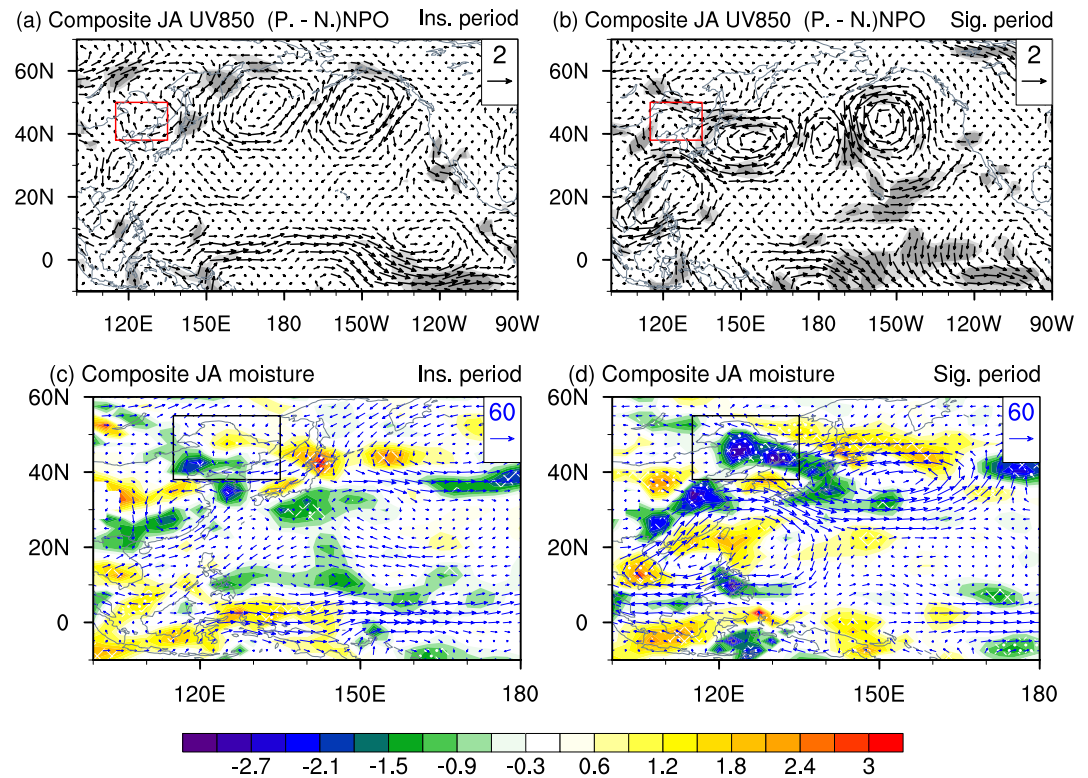 (a) Composite JA UV850 (P. - N.)NPO Ins. period
2
60N
40N
20N
0
120E 150E 180 150W 120W 90W
(b) Composite JA UV850 (P. - N.)NPO Sig. period
2
60N
40N
20N
0
120E 150E 180 150W 120W 90W
(c) Composite JA moisture Ins. period
60
60N
40N
20N
0
120E 150E 180
(d) Composite JA moisture Sig. period
60
60N
40N
20N
0
120E 150E 180
-2.7 -2.1 -1.5 -0.9 -0.3 0.6 1.2 1.8 2.4 3